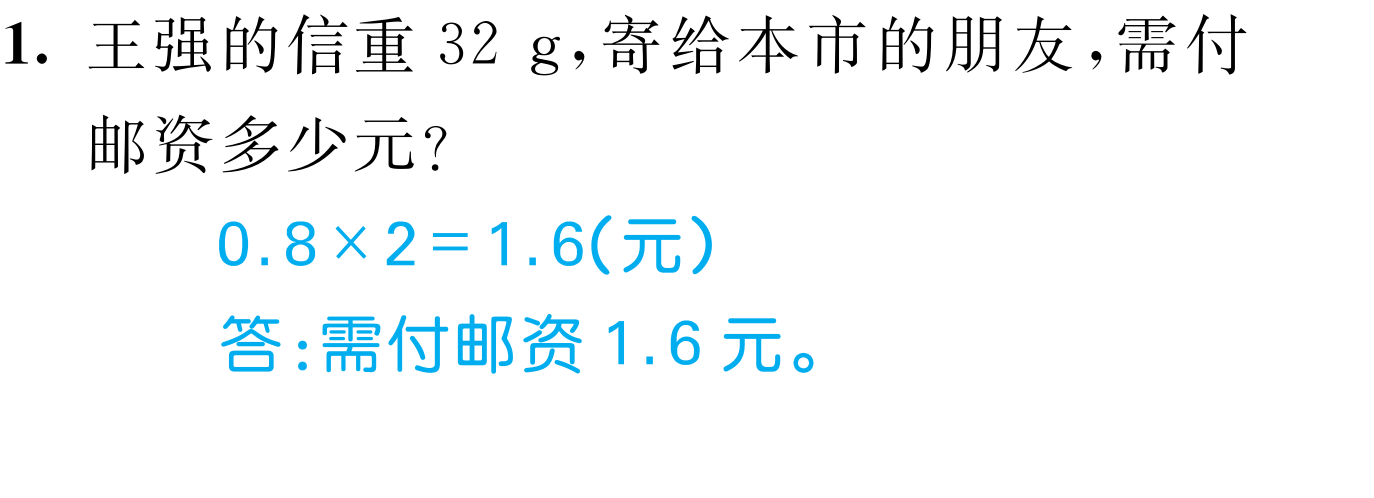 1. 王强的信重 32 g,寄给本市的朋友,需付
邮资多少元?
0.8×2=1.6(元)
答:需付邮资 1.6 元。